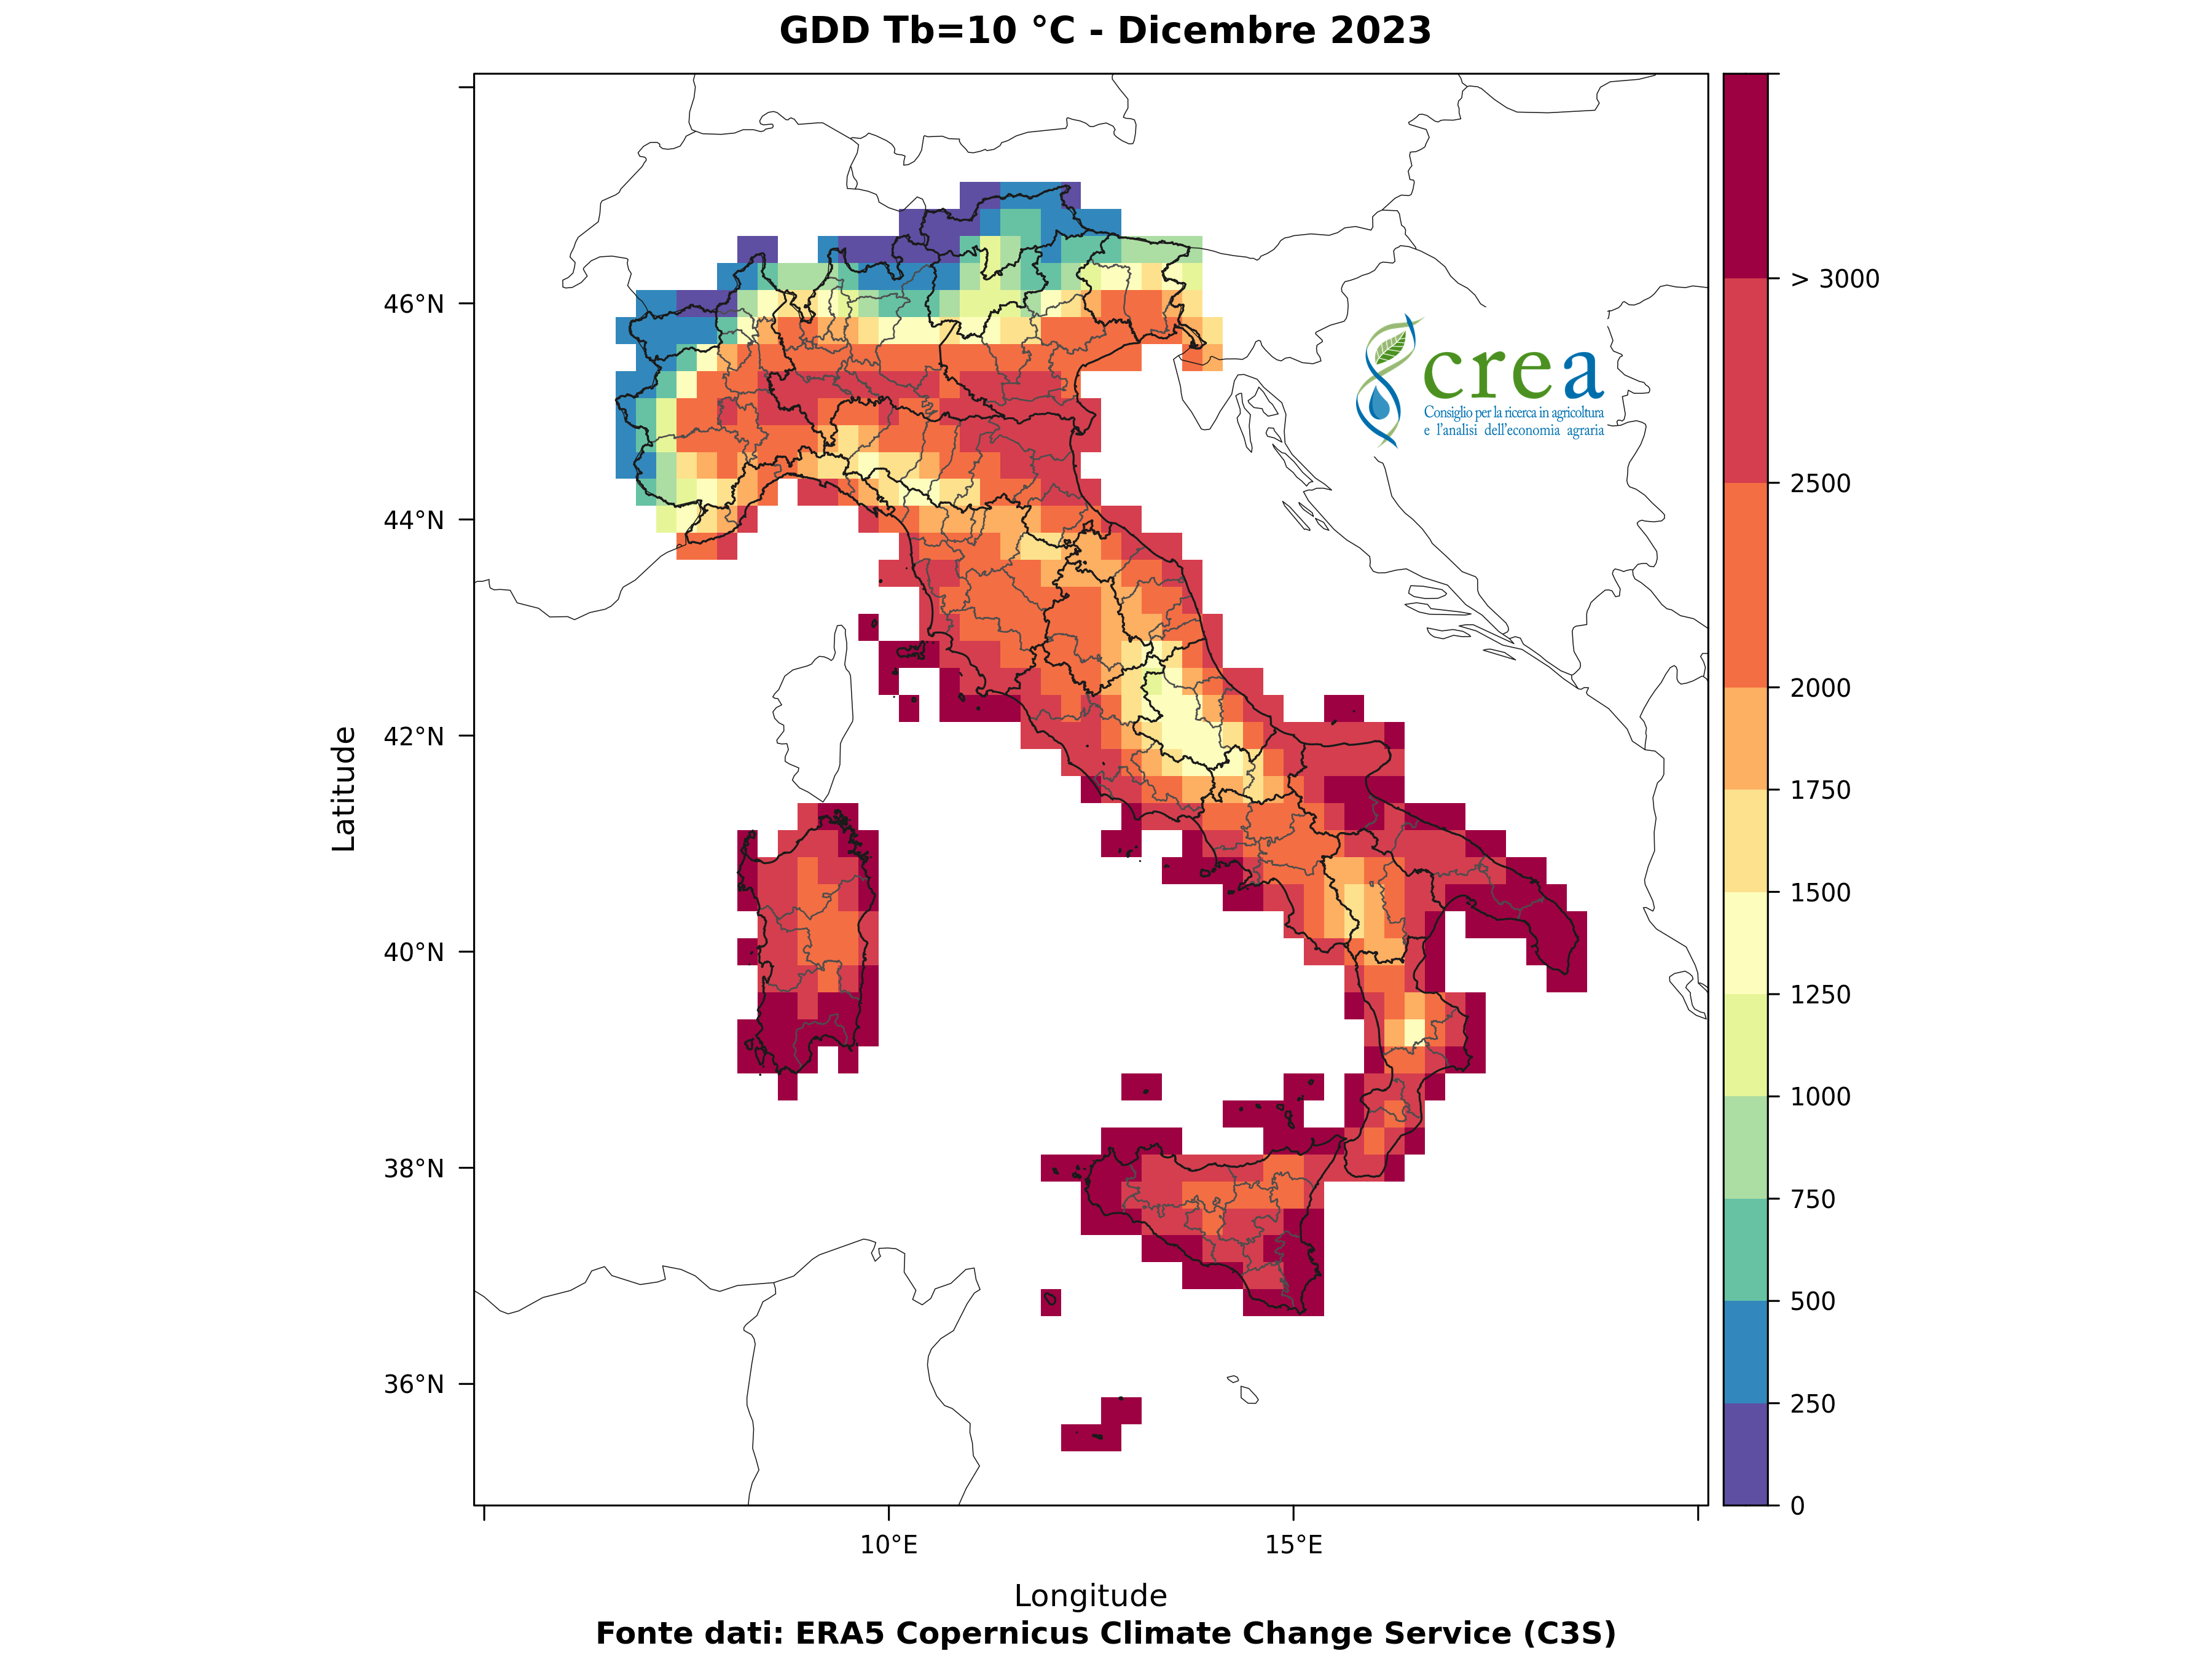 GDD Tb=10 °C - Dicembre 2023
46°N
44°N
42°N
40°N
38°N
36°N
Latitude
crea
Consiglio per la ricerca in agricoltura
e l'analisi dell'economia agraria
> 3000
2500
2000
1750
1500
1250
1000
750
500
250
0
10°E
15°E
Longitude
Fonte dati: ERA5 Copernicus Climate Change Service (C3S)